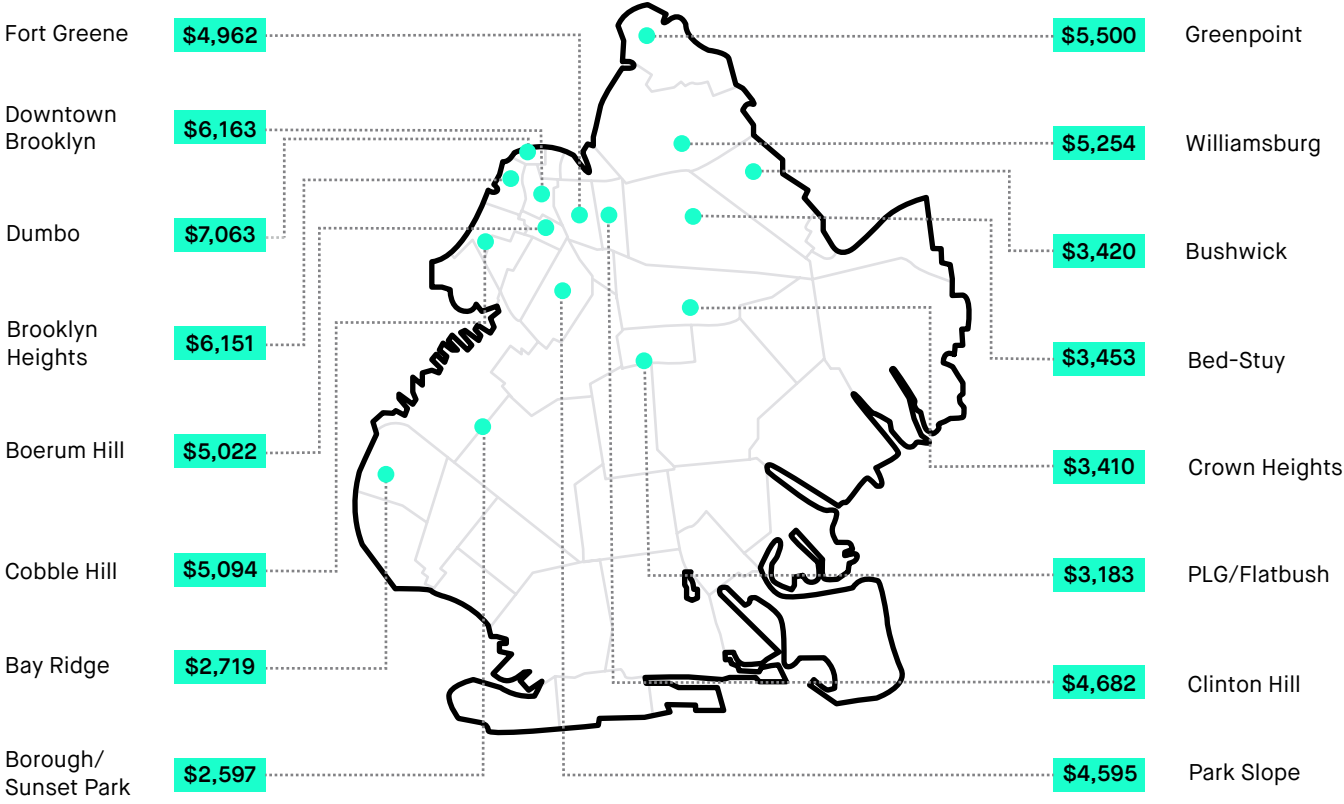 Fort Greene $4,962
Downtown
Brooklyn $6,163
Dumbo $7,063
Brooklyn
Heights $6,151
Boerum Hill $5,022
Cobble Hill $5,094
Bay Ridge $2,719
Borough/
Sunset Park $2,597
$5,500 Greenpoint
$5,254 Williamsburg
$3,420 Bushwick
$3,453 Bed-Stuy
$3,410 Crown Heights
$3,183 PLG/Flatbush
$4,682 Clinton Hill
$4,595 Park Slope